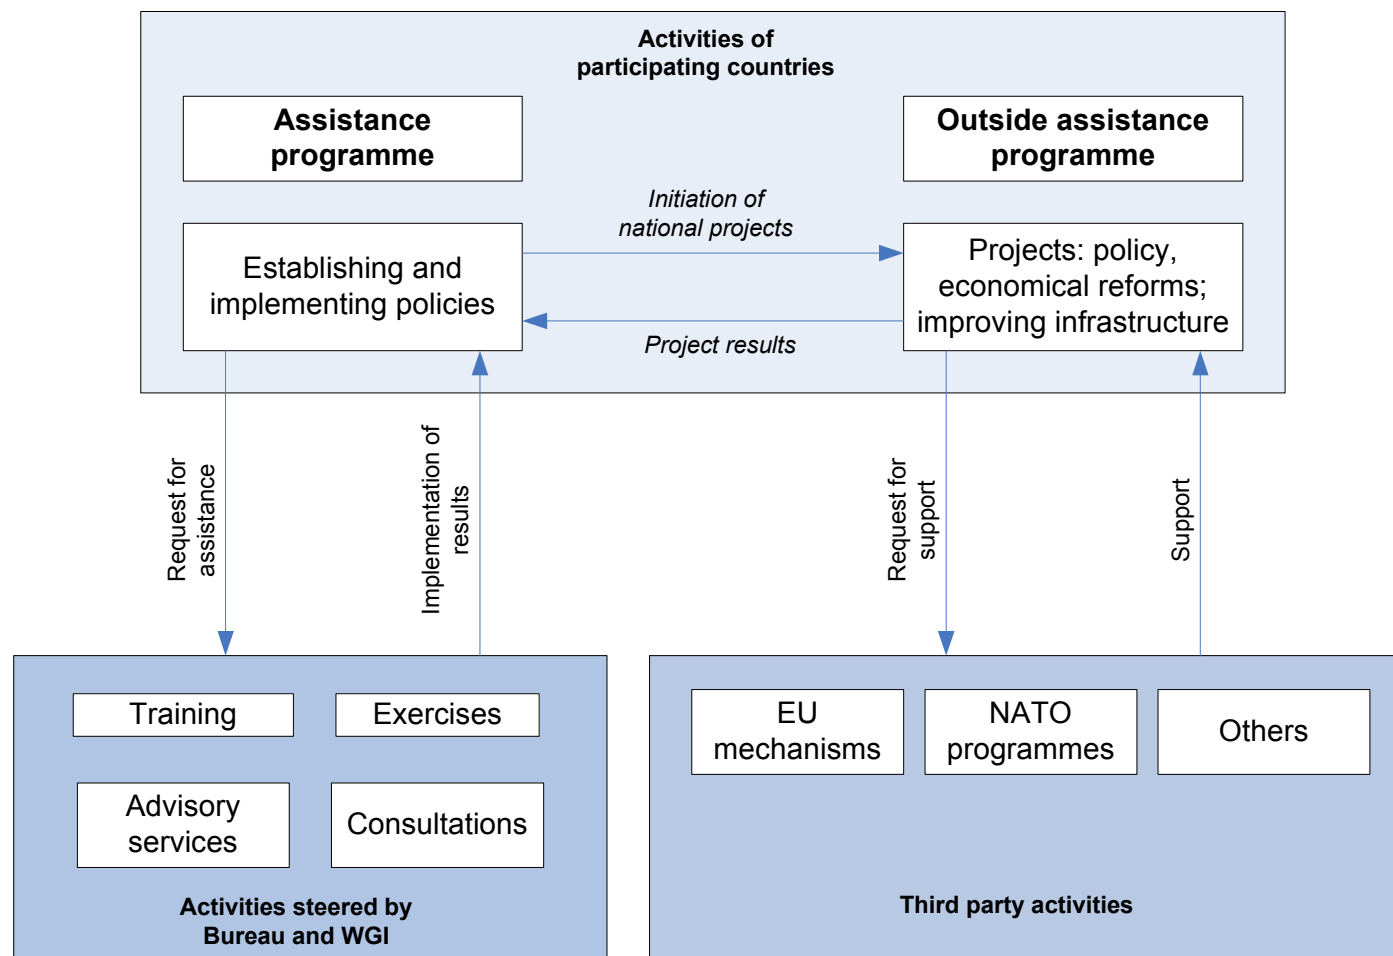 Activities of
participating countries
Assistance
programme
Outside assistance
programme
Initiation of
national projects
Establishing and
implementing policies
Projects: policy,
economical reforms;
improving infrastructure
Project results
Request for
assistance
Implementation of
results
Request for
support
Support
Training
Exercises
Advisory
services
Consultations
Activities steered by
Bureau and WGI
EU
mechanisms
NATO
programmes
Others
Third party activities